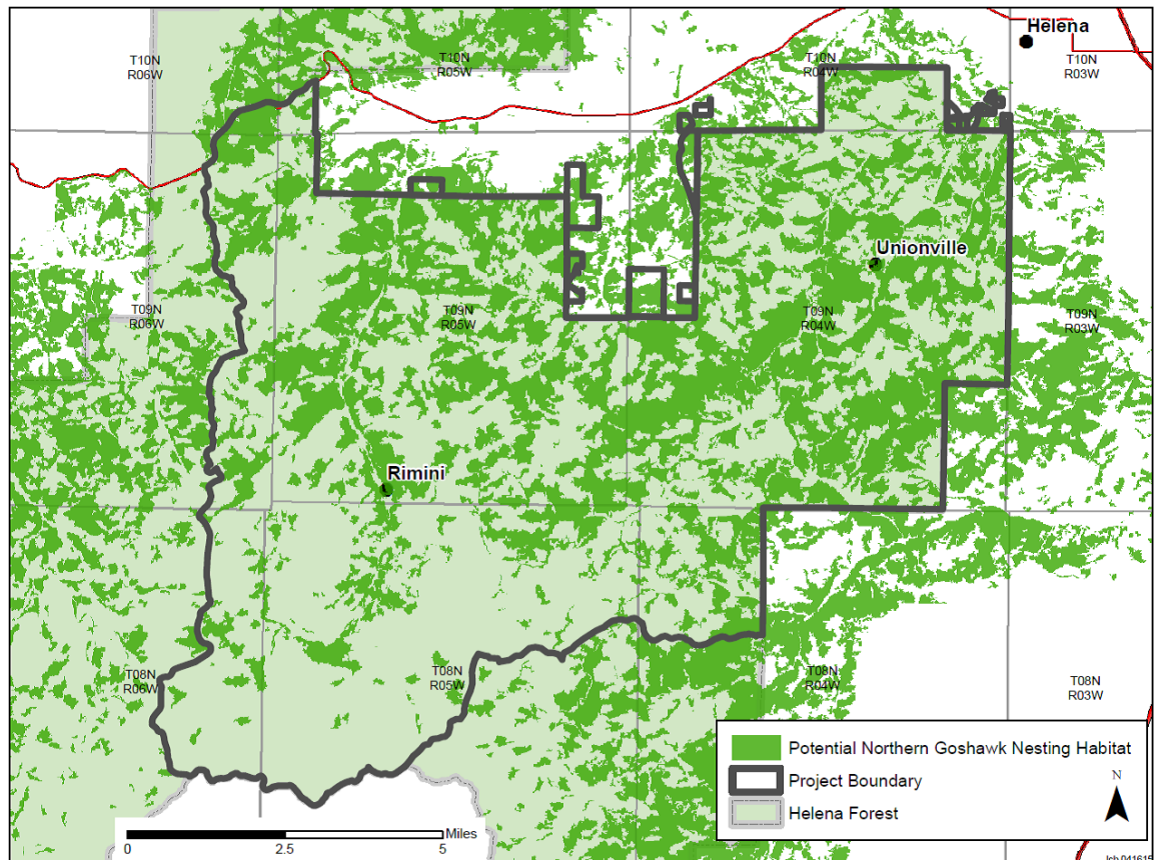 Helena
T10N
R06W
T10N
R05W
T10N
R04W
T10N
R03W
Unionville
T09N
R06W
T09N
R05W
T09N
R04W
T09N
R03W
Rimini
T08N
R06W
T08N
R05W
T08N
R04W
T08N
R03W
Potential Northern Goshawk Nesting Habitat
Project Boundary
Helena Forest
N
Miles
0
2.5
5
lch 041615